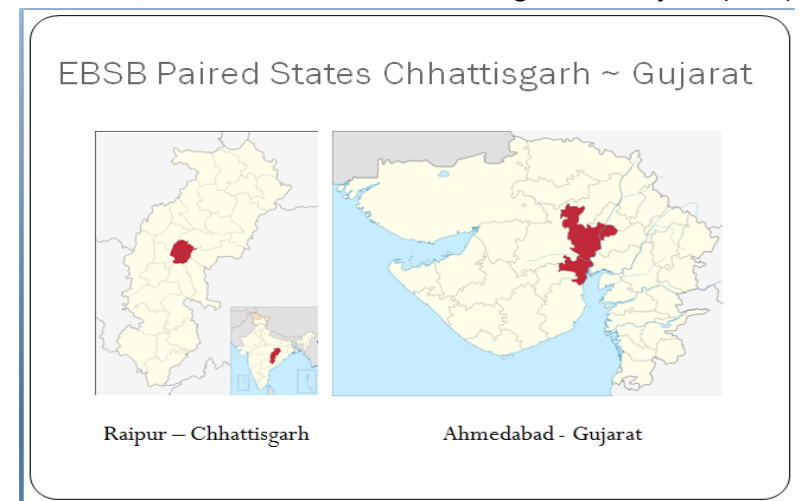 EBSB Paired States Chhattisgarh ~ Gujarat
Raipur – Chhattisgarh
Ahmedabad - Gujarat